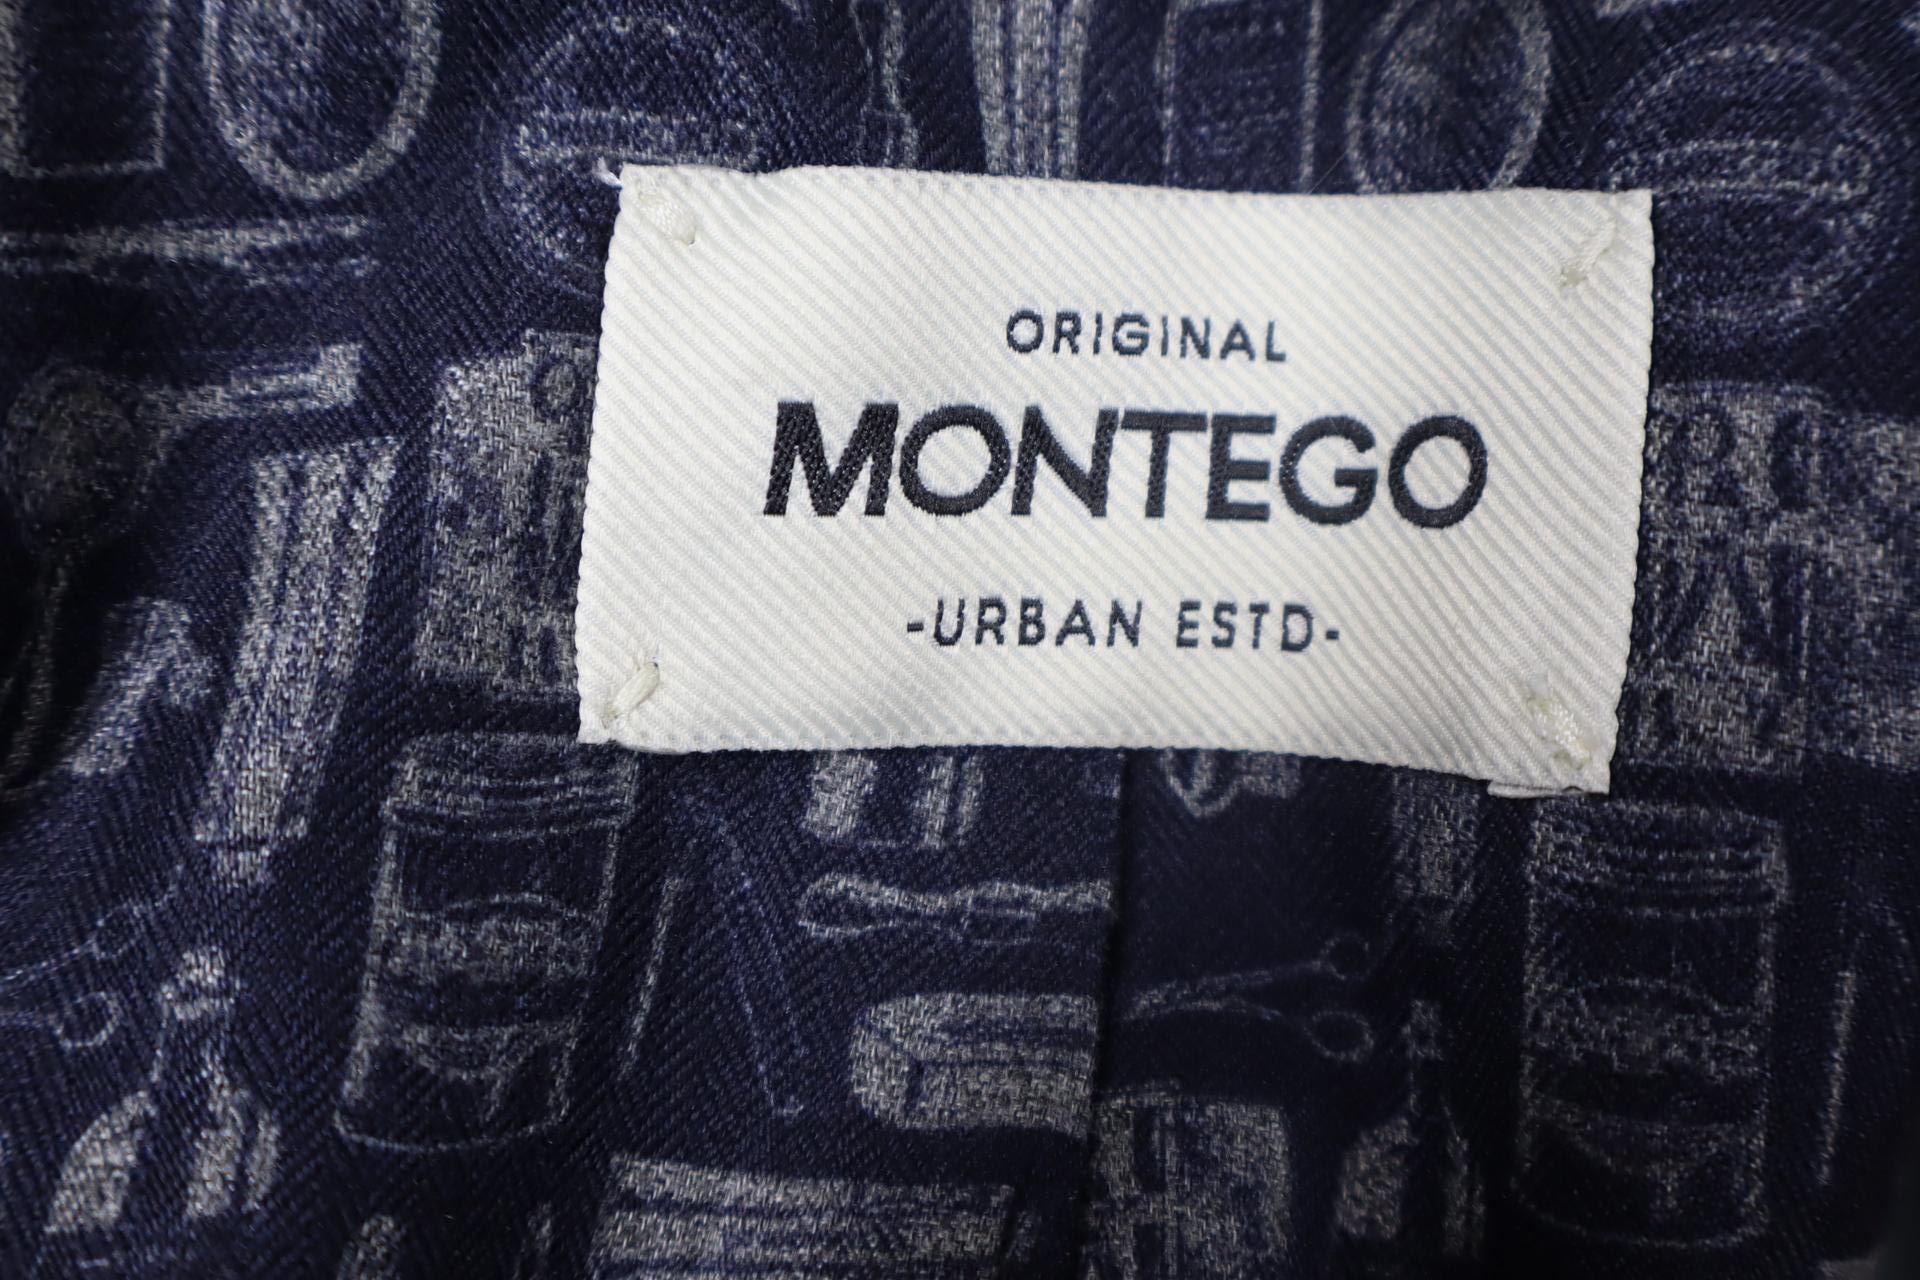 ORIGINAL
MONTEGO
-URBAN ESTD-